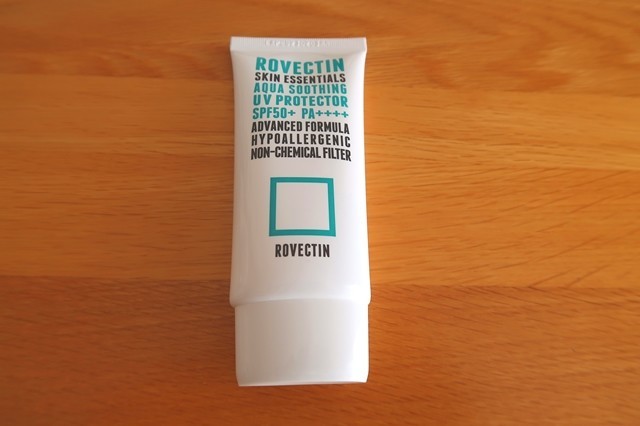 ROVECTIN
SKIN ESSENTIALS
AQUA SOOTHING
UV PROTECTOR
SPF50+ PA++++
ADVANCED FORMULA
HYPOALLERGENIC
NON-CHEMICAL FILTER
ROVECTIN